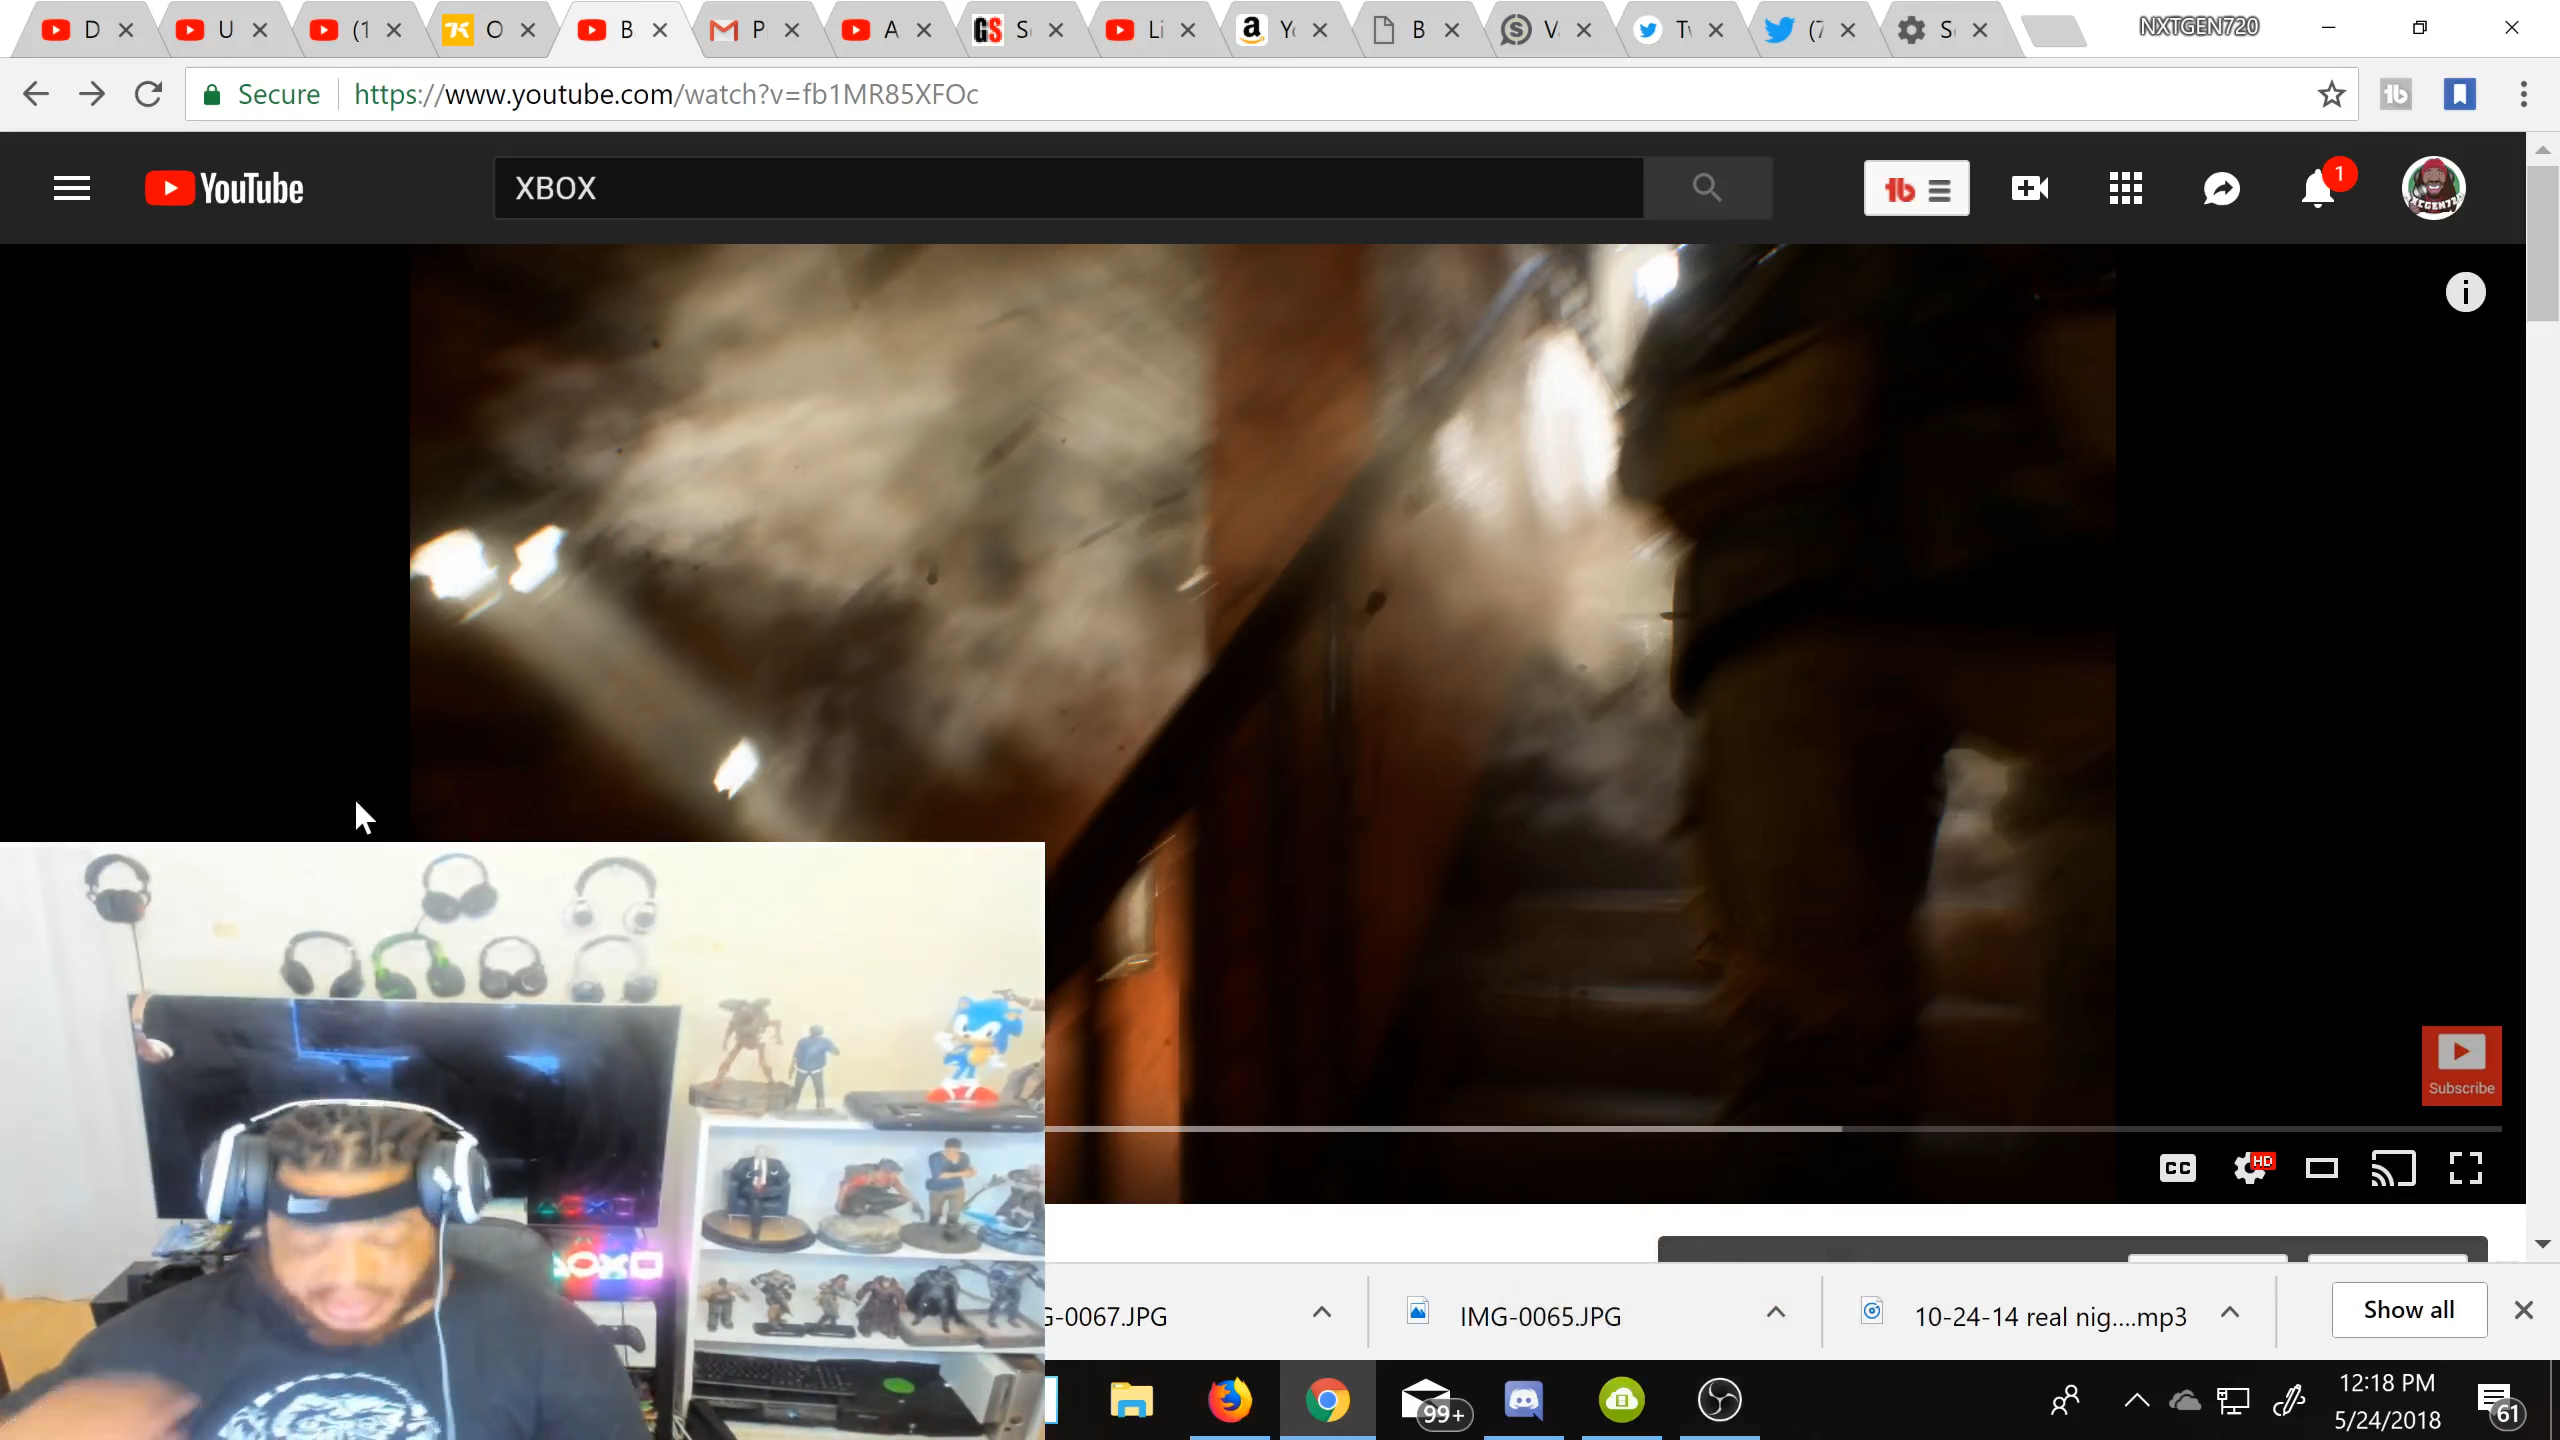 D
U
(1
O
B
P
A
S
Li
Yo
B
V
Tv
(7
S
NXTGEN720
Secure
https://www.youtube.com/watch?v=fb1MR85XFOc
YouTube
XBOX
1
Subscribe
CC
HD
G-0067.JPG
IMG-0065.JPG
10-24-14 real nig....mp3
Show all
99+
12:18 PM
5/24/2018
61